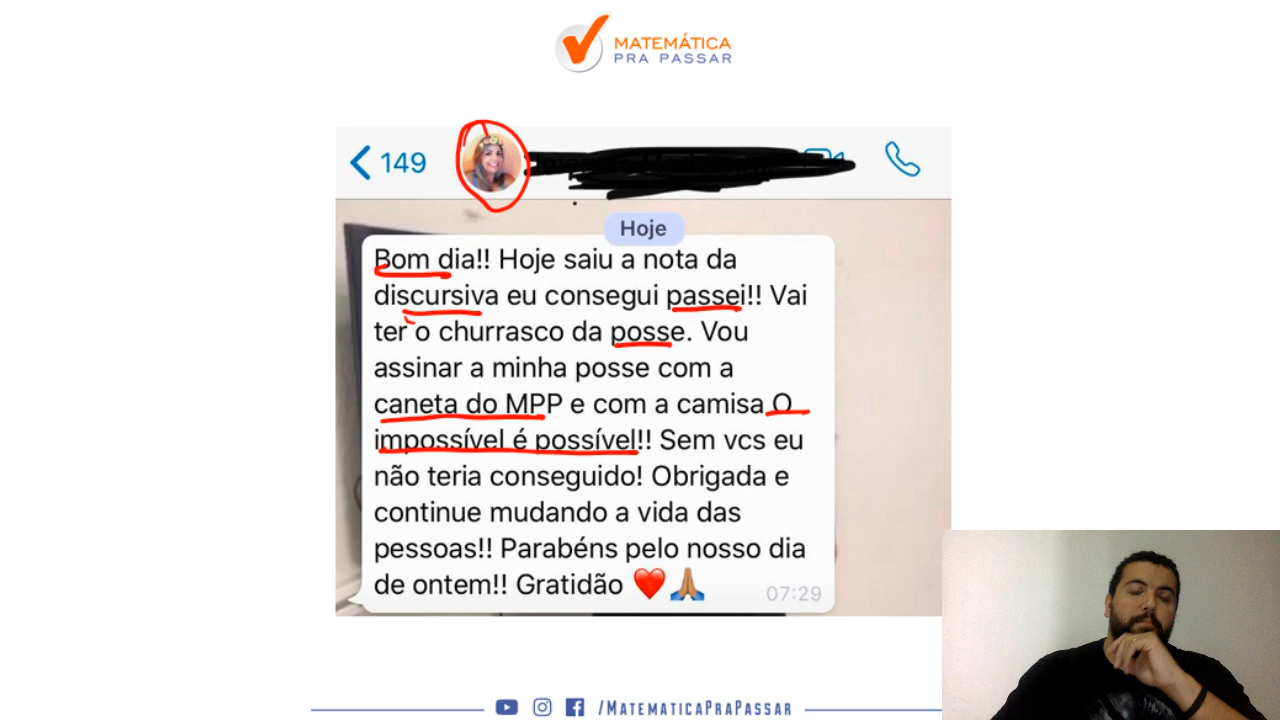 MATEMÁTICA
PRA PASSAR
149
Hoje
Bom dia!! Hoje saiu a nota da
discursiva eu consegui passei!! Vai
ter o churrasco da posse. Vou
assinar a minha posse com a
caneta do MPP e com a camisa O
impossível é possível!! Sem vcs eu
não teria conseguido! Obrigada e
continue mudando a vida das
pessoas!! Parabéns pelo nosso dia
de ontem!! Gratidão ❤️🙏🏽
07:29
/MATEMATICAPRAPASSAR